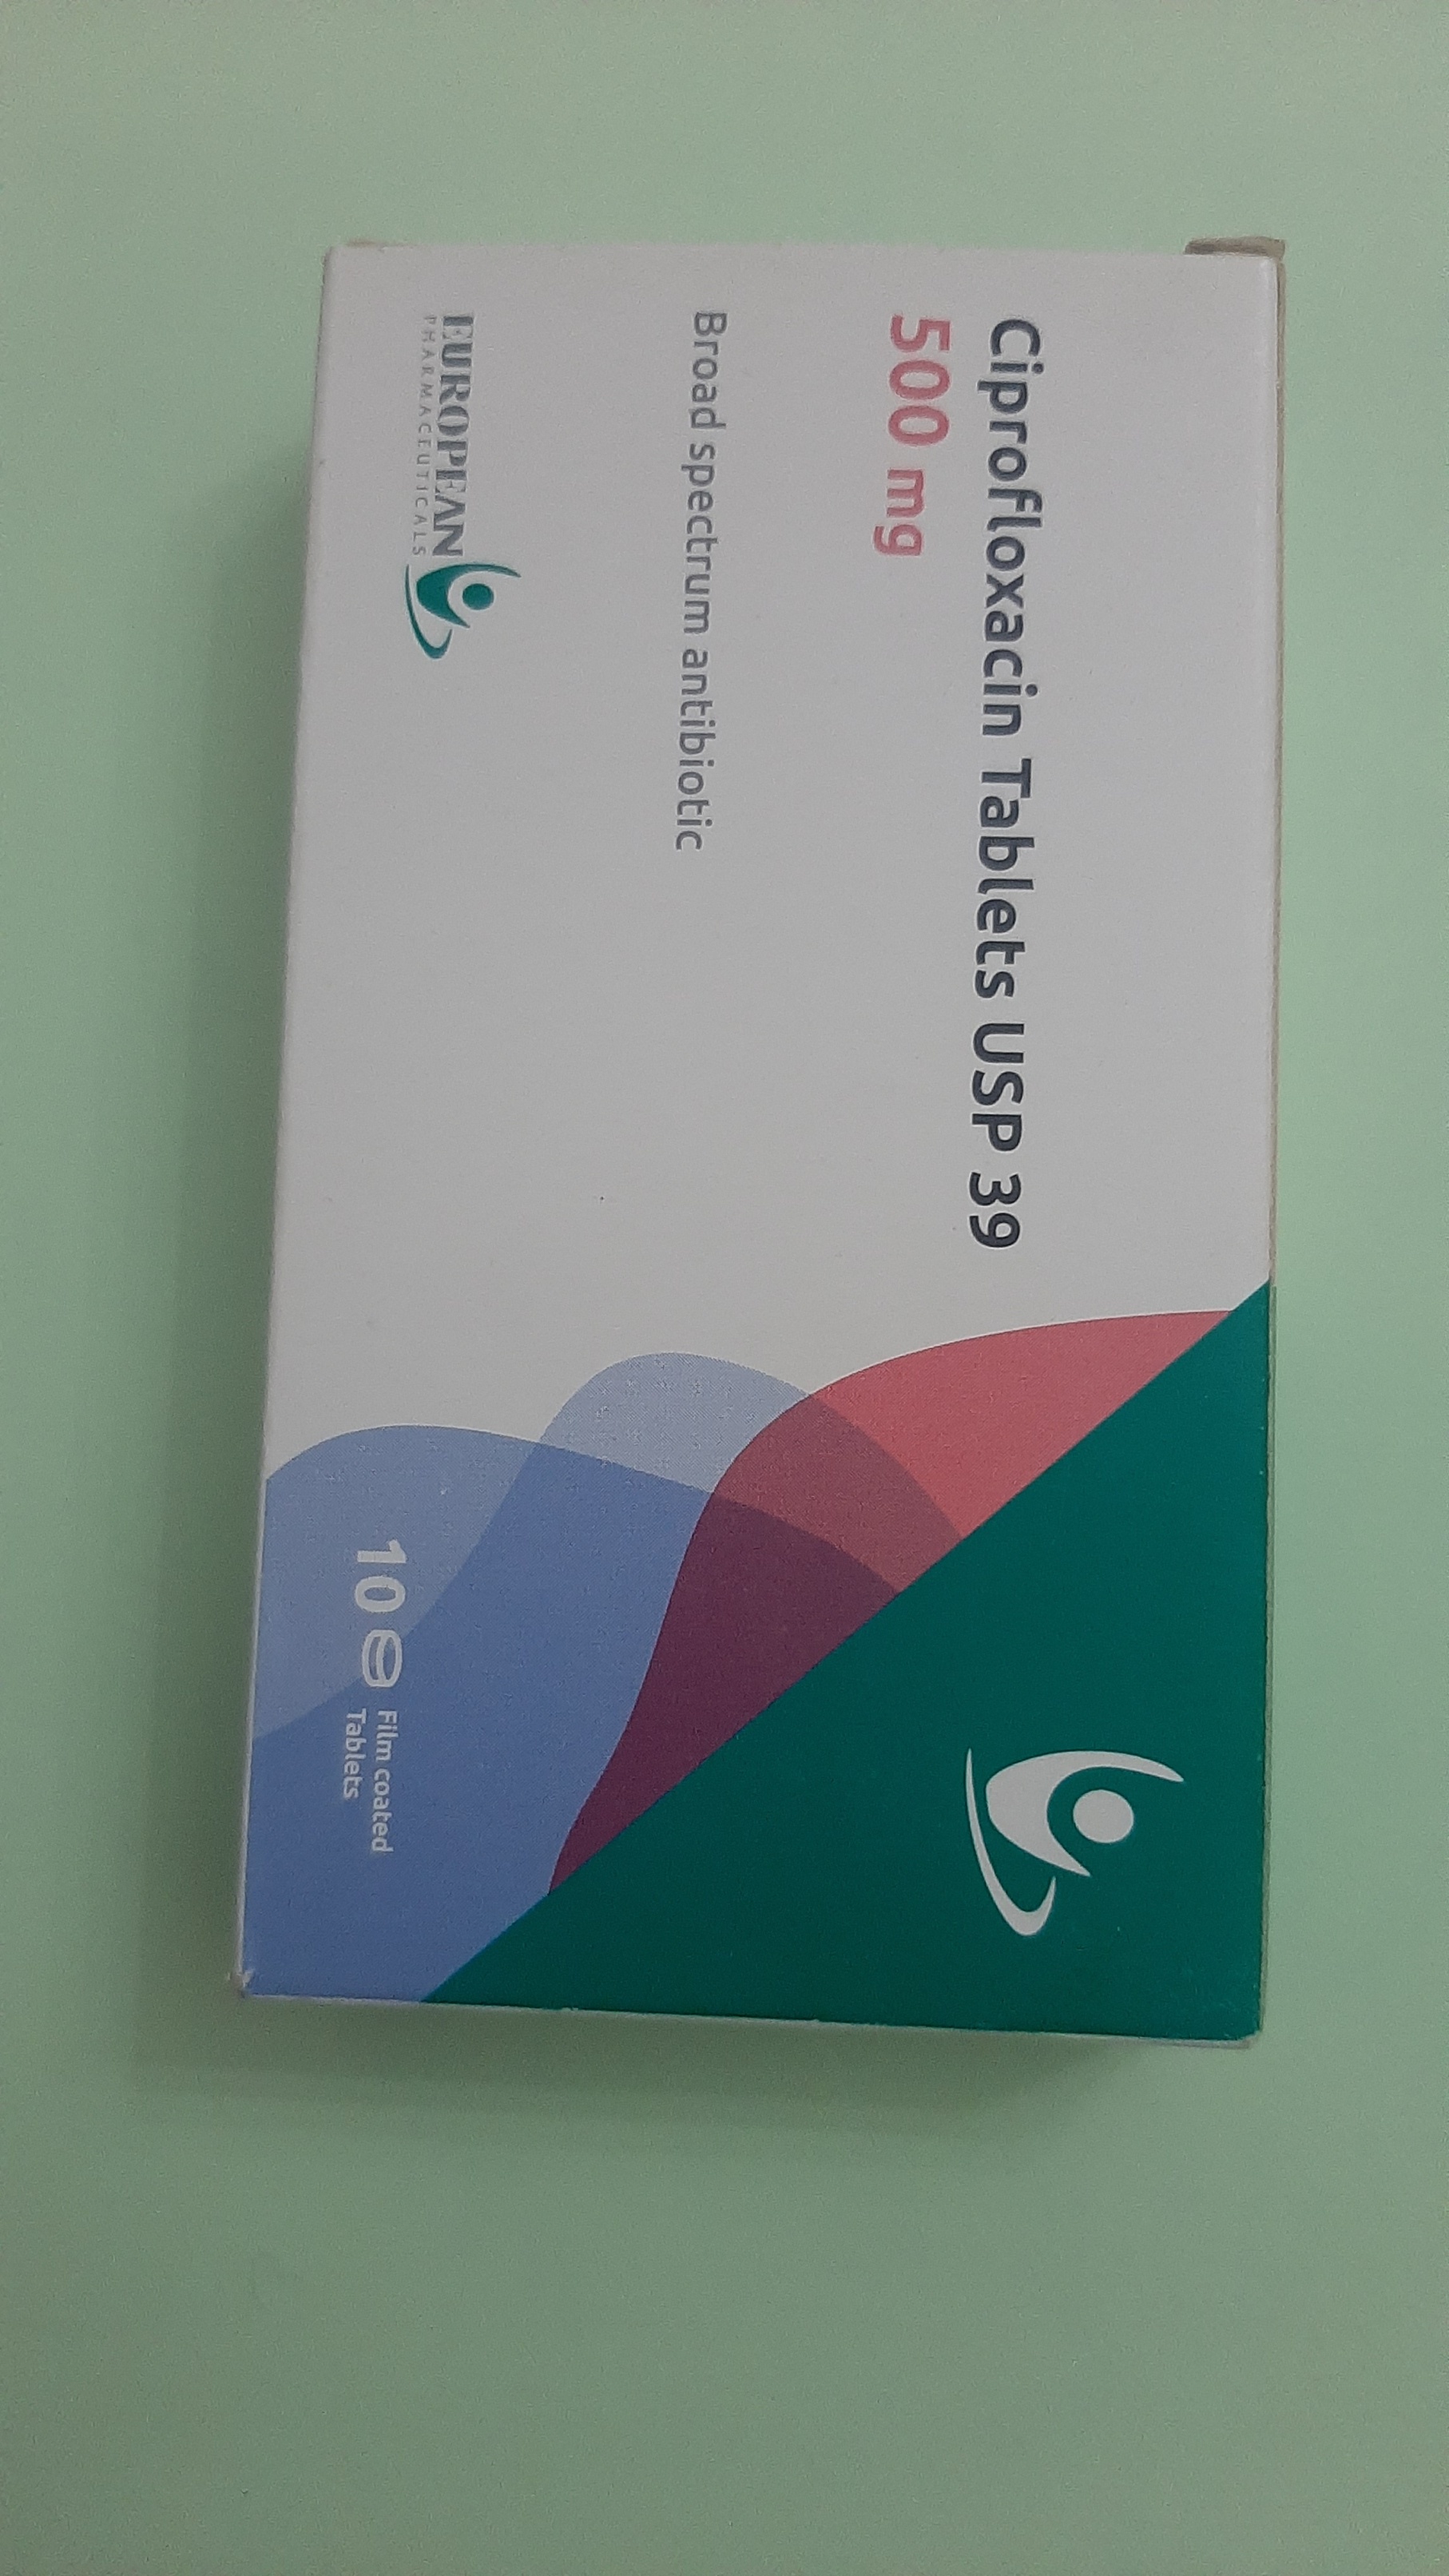 Ciprofloxacin Tablets USP 39
500 mg
Broad spectrum antibiotic
EUROPEAN
PHARMACEUTICALS
10 Film coated
Tablets